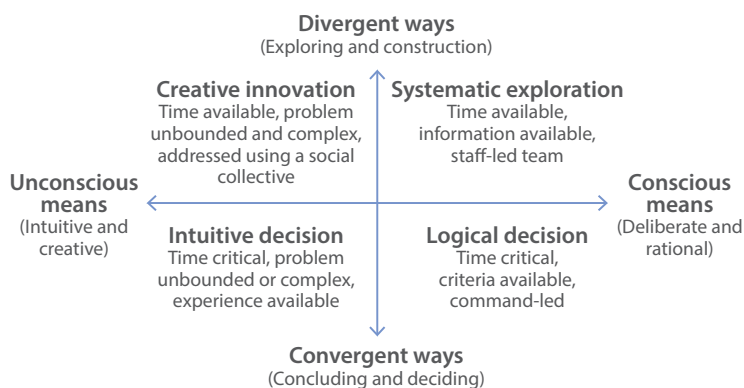 Divergent ways
(Exploring and construction)
Creative innovation
Time available, problem
unbounded and complex,
addressed using a social
collective
Systematic exploration
Time available,
information available,
staff-led team
Unconscious
means
(Intuitive and
creative)
Conscious
means
(Deliberate and
rational)
Intuitive decision
Time critical, problem
unbounded or complex,
experience available
Logical decision
Time critical,
criteria available,
command-led
Convergent ways
(Concluding and deciding)